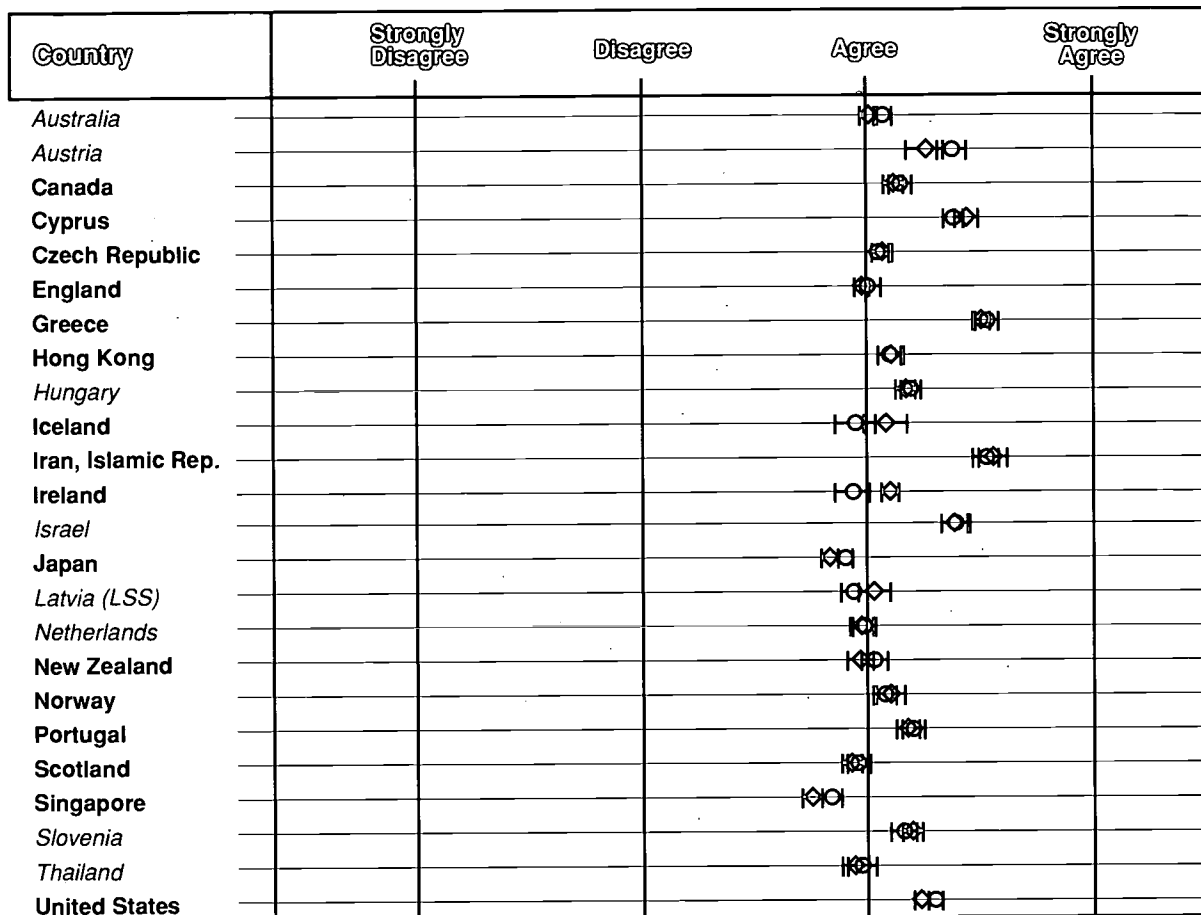 Country
Strongly
Disagree
Disagree
Agree
Strongly
Agree
Australia
Austria
Canada
Cyprus
Czech Republic
England
Greece
Hong Kong
Hungary
Iceland
Iran, Islamic Rep.
Ireland
Israel
Japan
Latvia (LSS)
Netherlands
New Zealand
Norway
Portugal
Scotland
Singapore
Slovenia
Thailand
United States